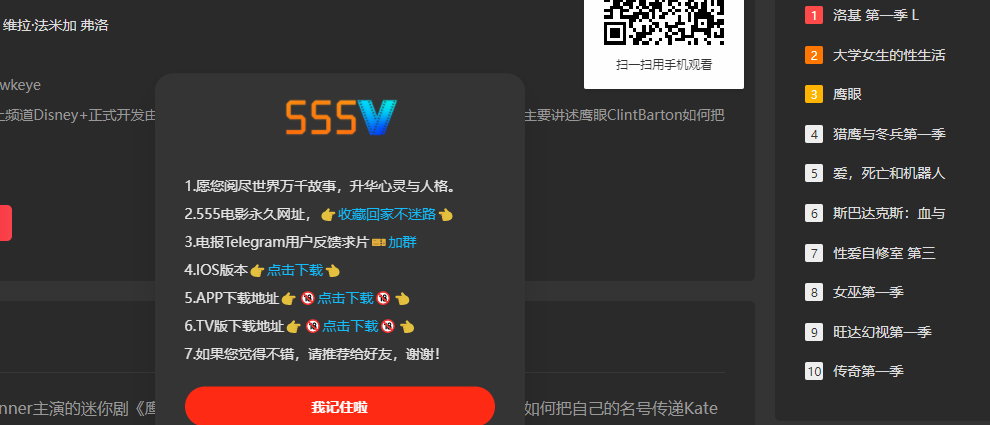 维拉·法米加 弗洛
wkeye
上频道Disney+正式开发由
主要讲述鹰眼ClintBarton如何把
扫一扫用手机观看
555V
1.愿您阅尽世界万千故事，升华心灵与人格。
2.555电影永久网址，👉收藏回家不迷路👈
3.电报Telegram用户反馈求片🎫加群
4.IOS版本👉点击下载👈
5.APP下载地址👉🔞点击下载🔞👈
6.TV版下载地址👉🔞点击下载🔞👈
7.如果您觉得不错，请推荐给好友，谢谢！
我记住啦
nner主演的迷你剧《鹰
如何把自己的名号传递Kate
1 洛基 第一季 L
2 大学女生的性生活
3 鹰眼
4 猎鹰与冬兵第一季
5 爱，死亡和机器人
6 斯巴达克斯：血与
7 性爱自修室 第三
8 女巫第一季
9 旺达幻视第一季
10 传奇第一季